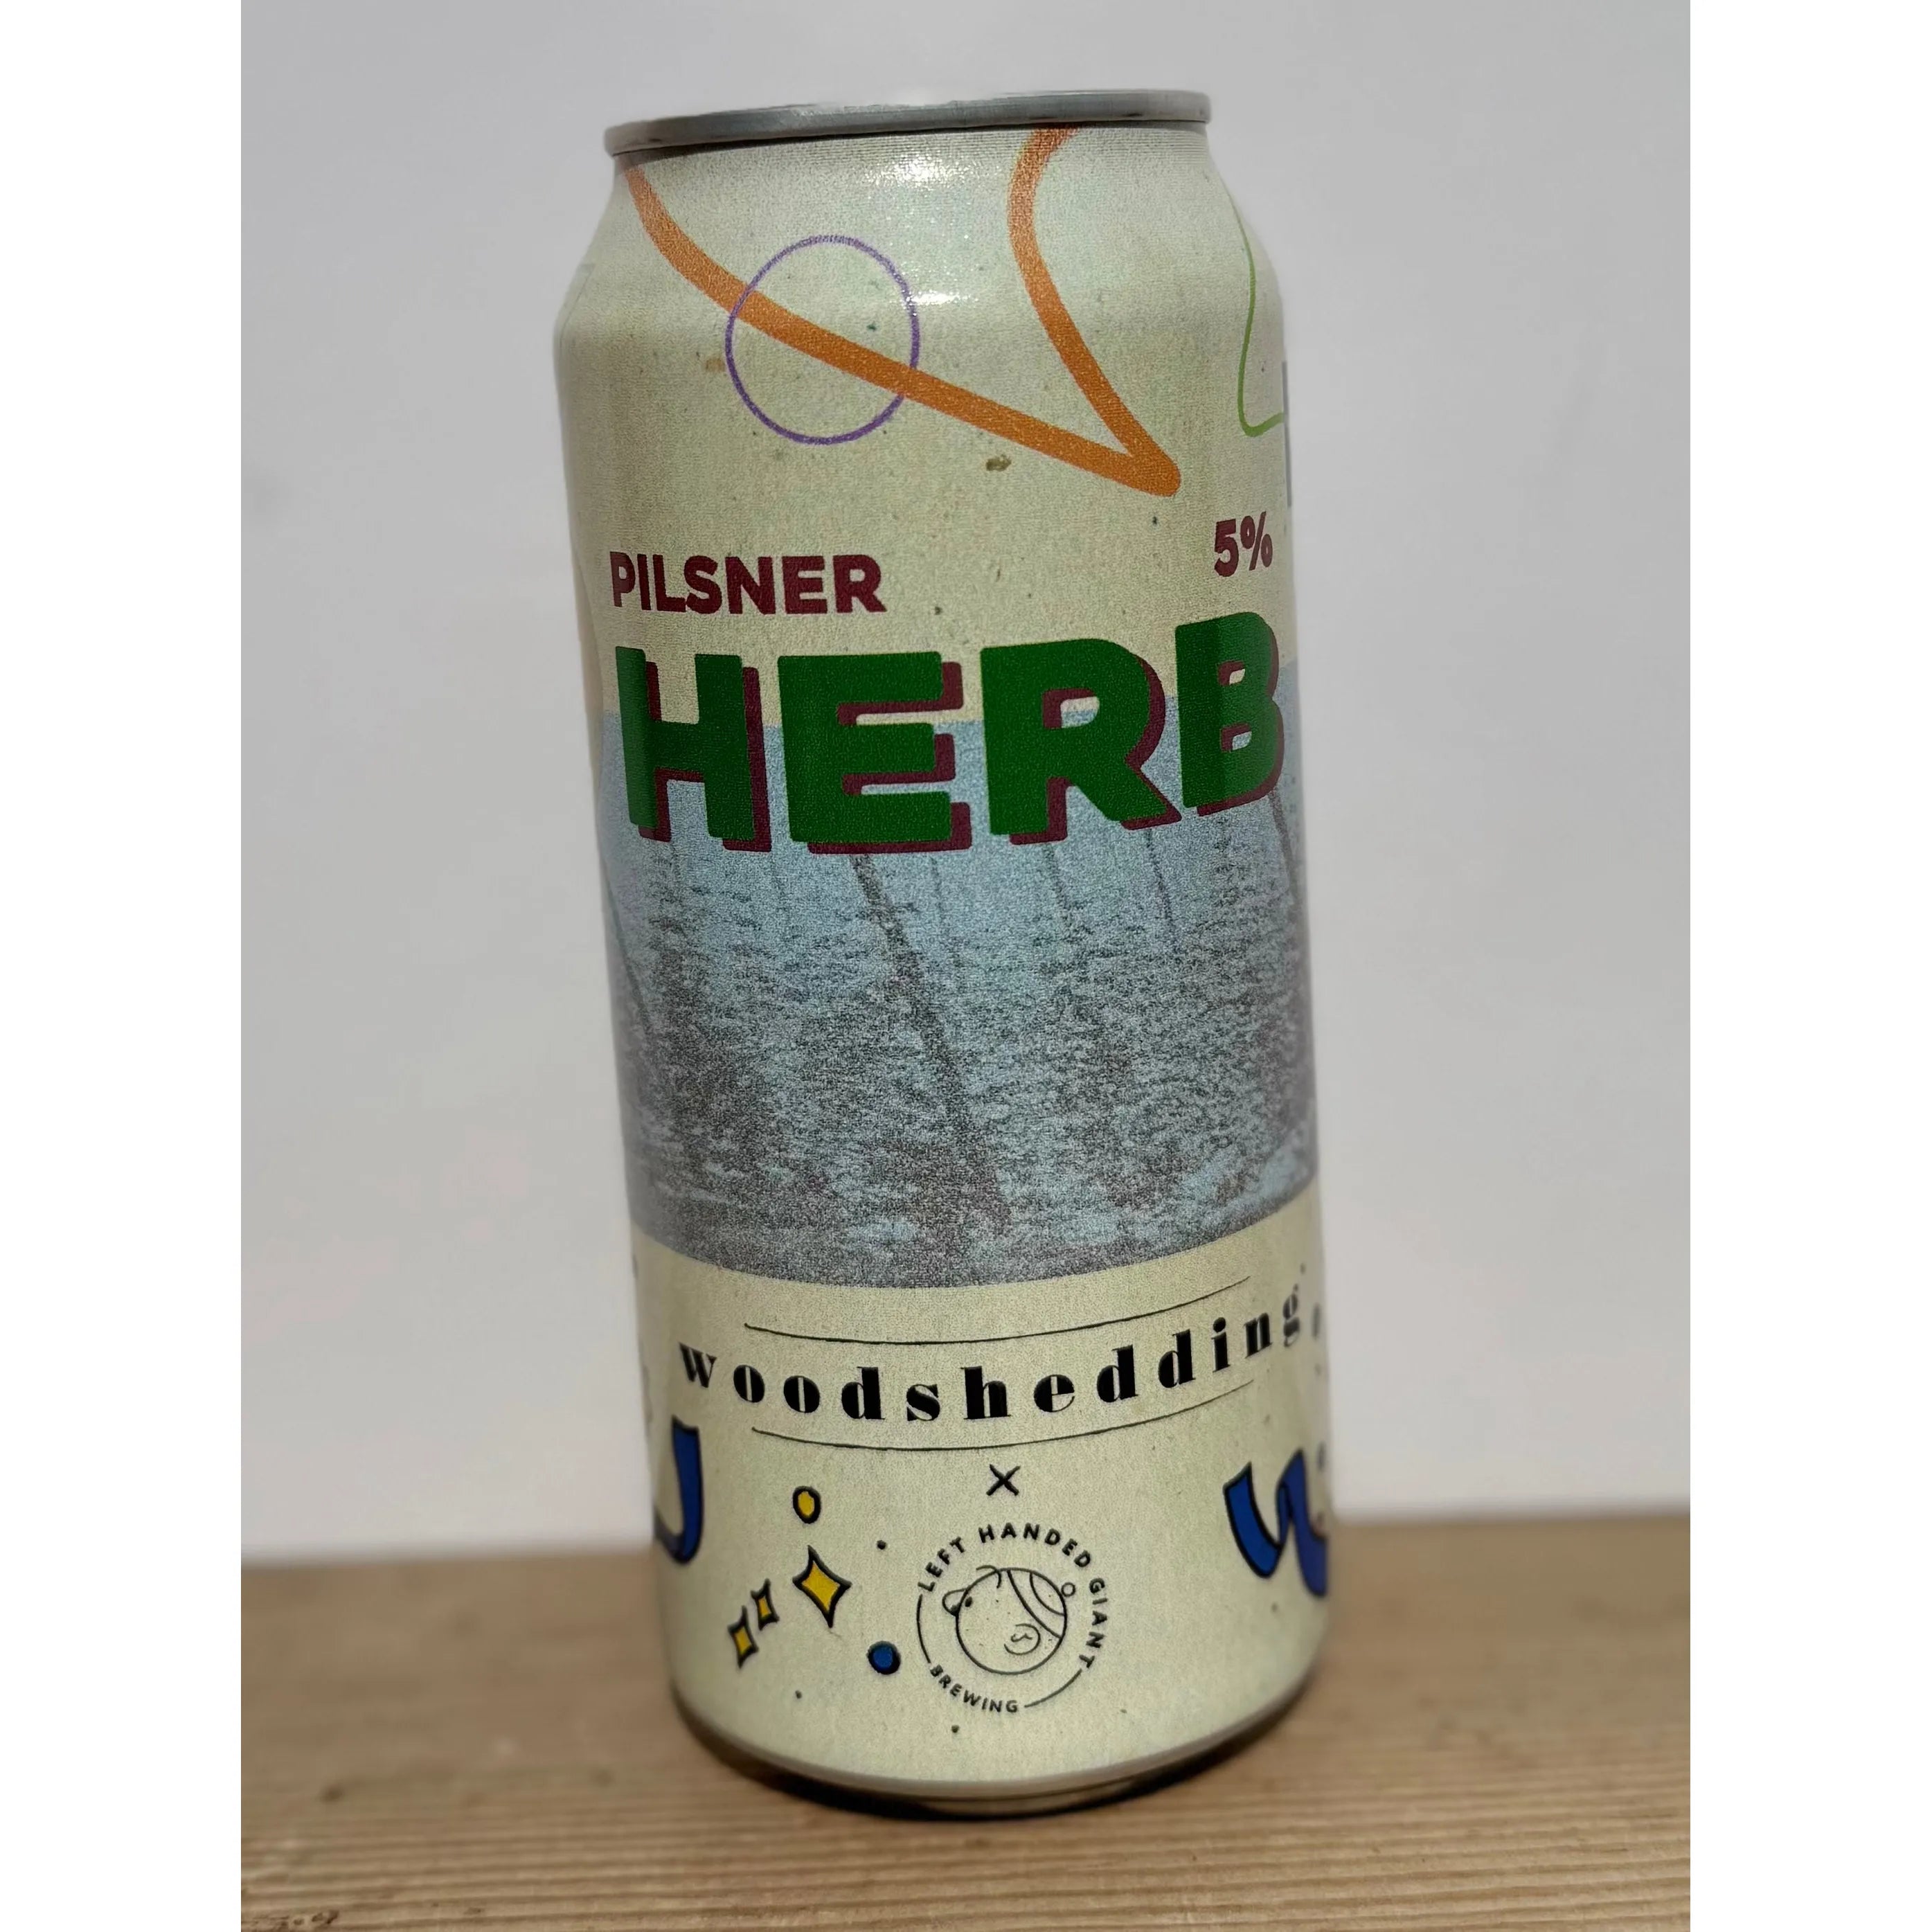 5%
PILSNER
HERB
woodshedding
x
LEFT HANDED GIANT
BREWING